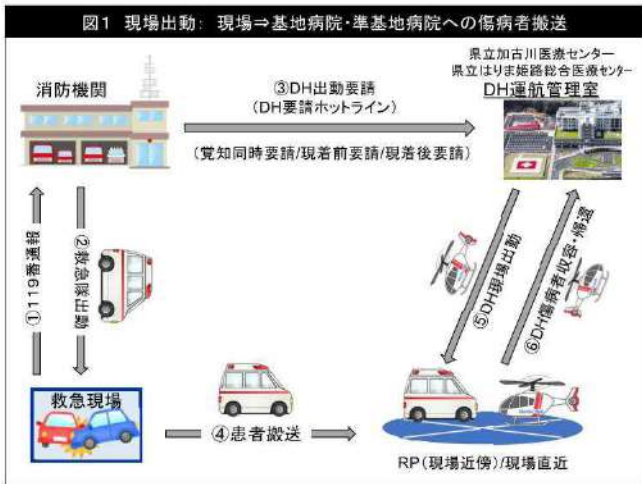 図1 現場出動: 現場⇒基地病院・準基地病院への傷病者搬送
県立加古川医療センター
県立はりま姫路総合医療センター
DH運航管理室
消防機関
③DH出動要請
(DH要請ホットライン)
(覚知同時要請/現着前要請/現着後要請)
①119番通報
②救急隊出動
⑤DH現場出動
⑥DH傷病者収容・帰還
救急現場
④患者搬送
RP(現場近傍)/現場直近